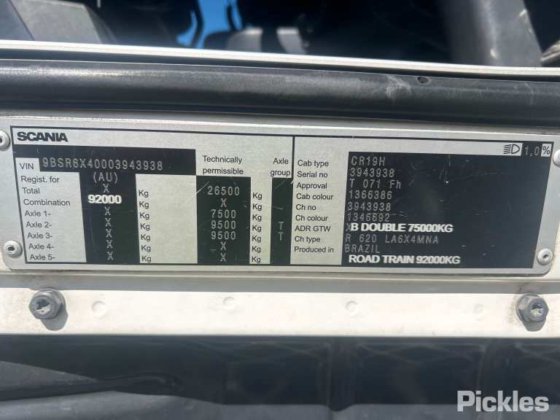 SCANIA
1,0%
VIN 9BSR6X40003943938
Technically permissible
Axle group
Regist. for (AU)
Total X Kg 26500 Kg
Combination 92000 Kg X Kg
Axle 1- X Kg 7500 Kg
Axle 2- X Kg 9500 Kg T
Axle 3- X Kg 9500 Kg T
Axle 4- X Kg Kg
Axle 5- X Kg Kg
Cab type CR19H
Serial no 3943938
Approval T 071 Fh
Cab colour 1366386
Ch no 3943938
Ch colour 1346692
ADR GTW B DOUBLE 75000KG
Ch type R 620 LA6X4MNA
Produced in BRAZIL
ROAD TRAIN 92000KG
Pickles